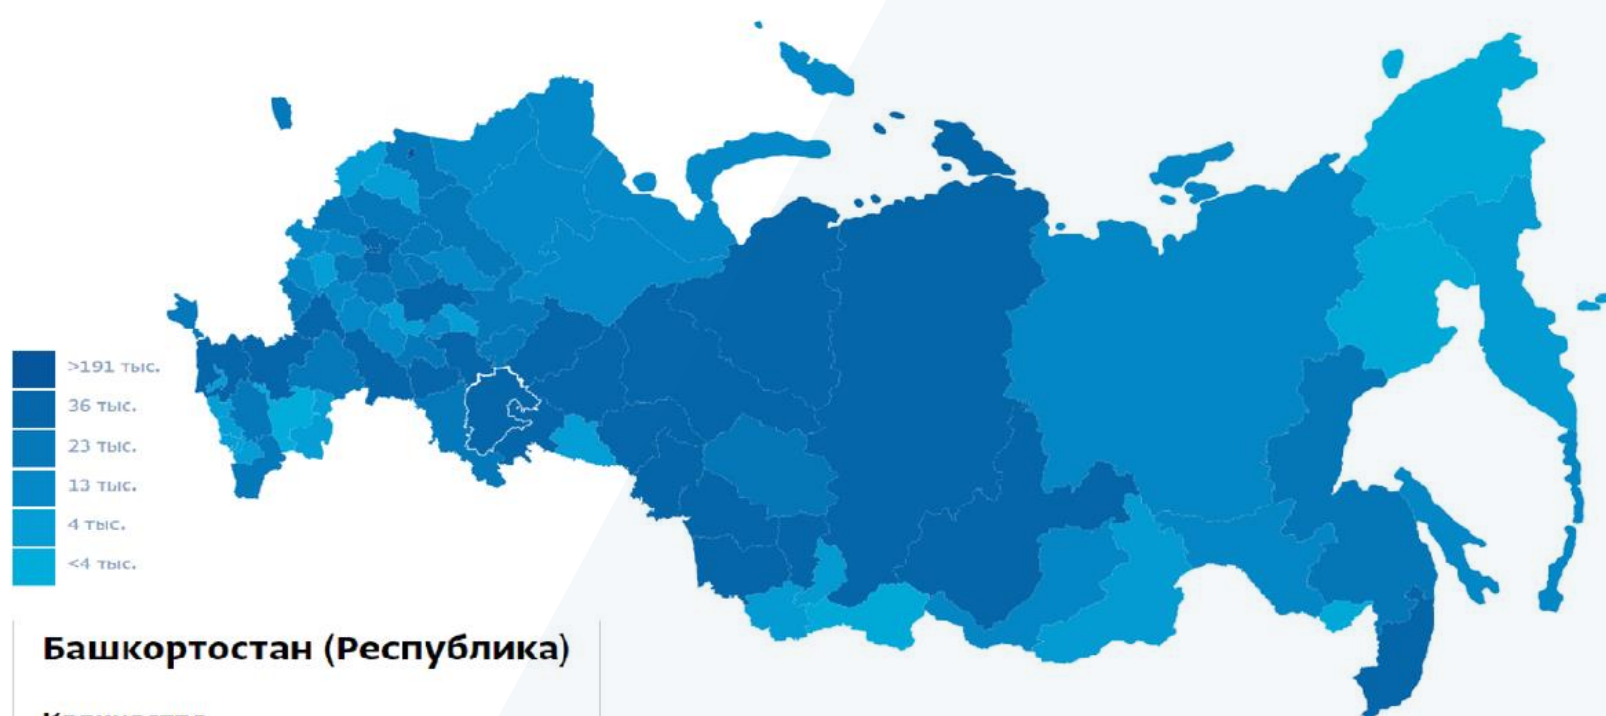 >191 тыс.
36 тыс.
23 тыс.
13 тыс.
4 тыс.
<4 тыс.
Башкортостан (Республика)